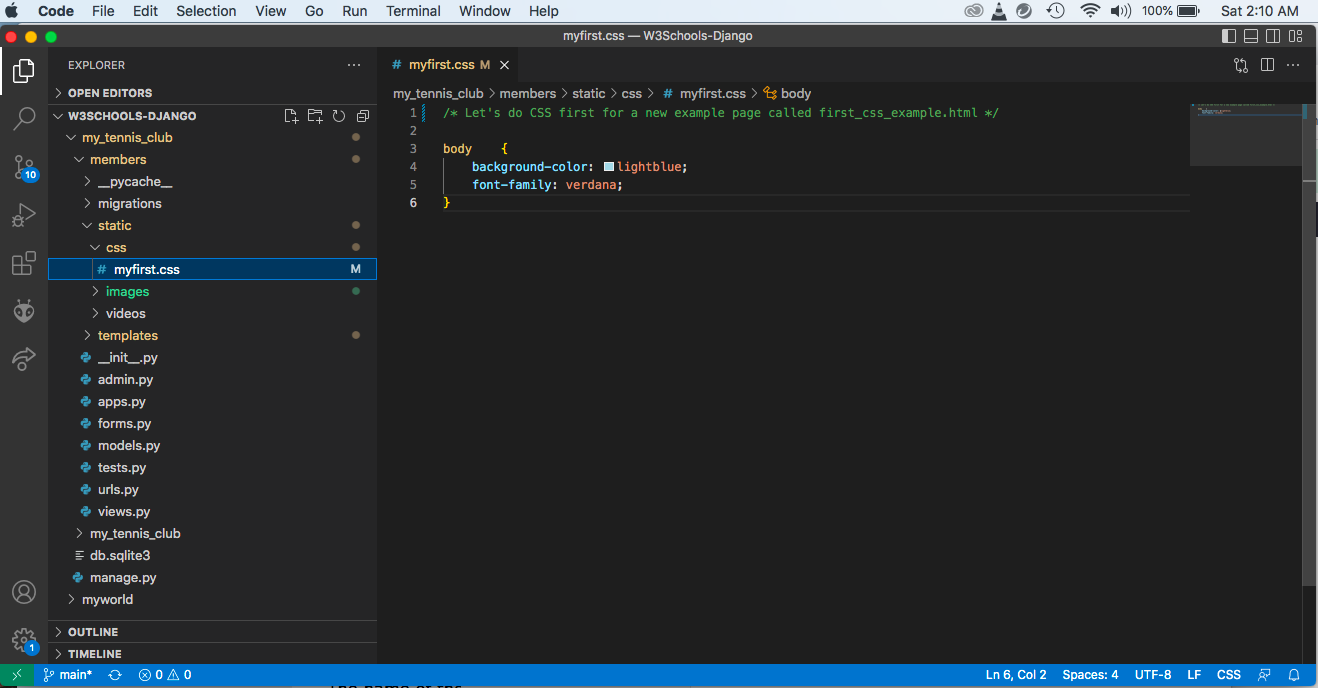 Code File Edit Selection View Go Run Terminal Window Help 100% Sat 2:10 AM
myfirst.css — W3Schools-Django
EXPLORER
OPEN EDITORS
W3SCHOOLS-DJANGO
my_tennis_club
members
__pycache__
migrations
static
css
# myfirst.css M
images
videos
templates
__init__.py
admin.py
apps.py
forms.py
models.py
tests.py
urls.py
views.py
my_tennis_club
db.sqlite3
manage.py
myworld
OUTLINE
TIMELINE
10
1
# myfirst.css M
my_tennis_club > members > static > css > # myfirst.css > body
1 /* Let's do CSS first for a new example page called first_css_example.html */
2
3 body    {
4     background-color: lightblue;
5     font-family: verdana;
6 }
main* 0 0 Ln 6, Col 2 Spaces: 4 UTF-8 LF CSS